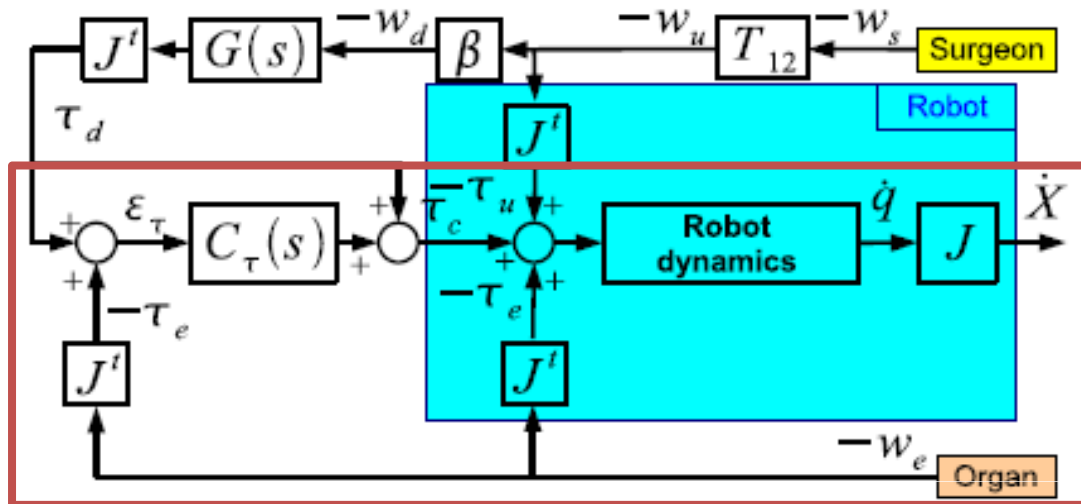 J^t G(s) −w_d β −w_u T_12 −w_s Surgeon
Robot
τ_d J^t
+ ε_τ C_τ(s) + τ_c −τ_u + Robot dynamics q̇ J Ẋ
+ + +
−τ_e −τ_e +
J^t J^t
−w_e
Organ